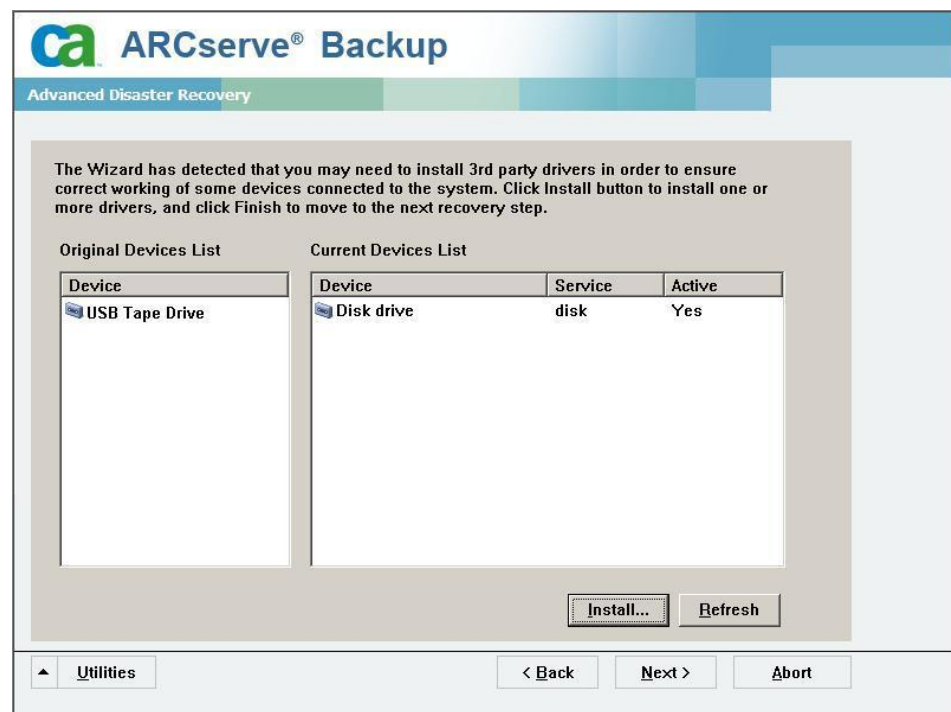 ca ARCserve® Backup
Advanced Disaster Recovery
The Wizard has detected that you may need to install 3rd party drivers in order to ensure
correct working of some devices connected to the system. Click Install button to install one or
more drivers, and click Finish to move to the next recovery step.
Original Devices List
Current Devices List
Device
Device Service Active
USB Tape Drive
Disk drive disk Yes
Install... Refresh
Utilities < Back Next > Abort